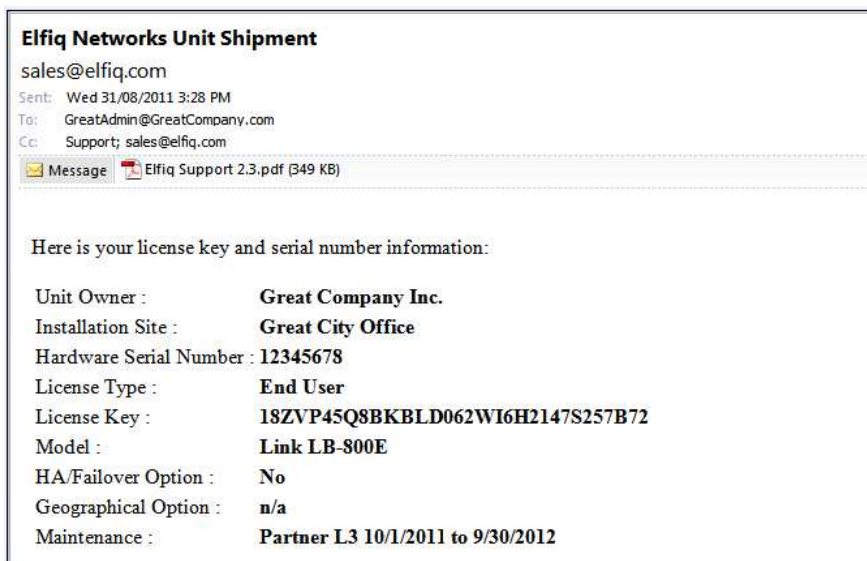 Elfiq Networks Unit Shipment
sales@elfiq.com
Sent: Wed 31/08/2011 3:28 PM
To: GreatAdmin@GreatCompany.com
Cc: Support; sales@elfiq.com
Message Elfiq Support 2.3.pdf (349 KB)
Here is your license key and serial number information:
Unit Owner : Great Company Inc.
Installation Site : Great City Office
Hardware Serial Number : 12345678
License Type : End User
License Key : 18ZVP45Q8BKBLD062WI6H2147S257B72
Model : Link LB-800E
HA/Failover Option : No
Geographical Option : n/a
Maintenance : Partner L3 10/1/2011 to 9/30/2012